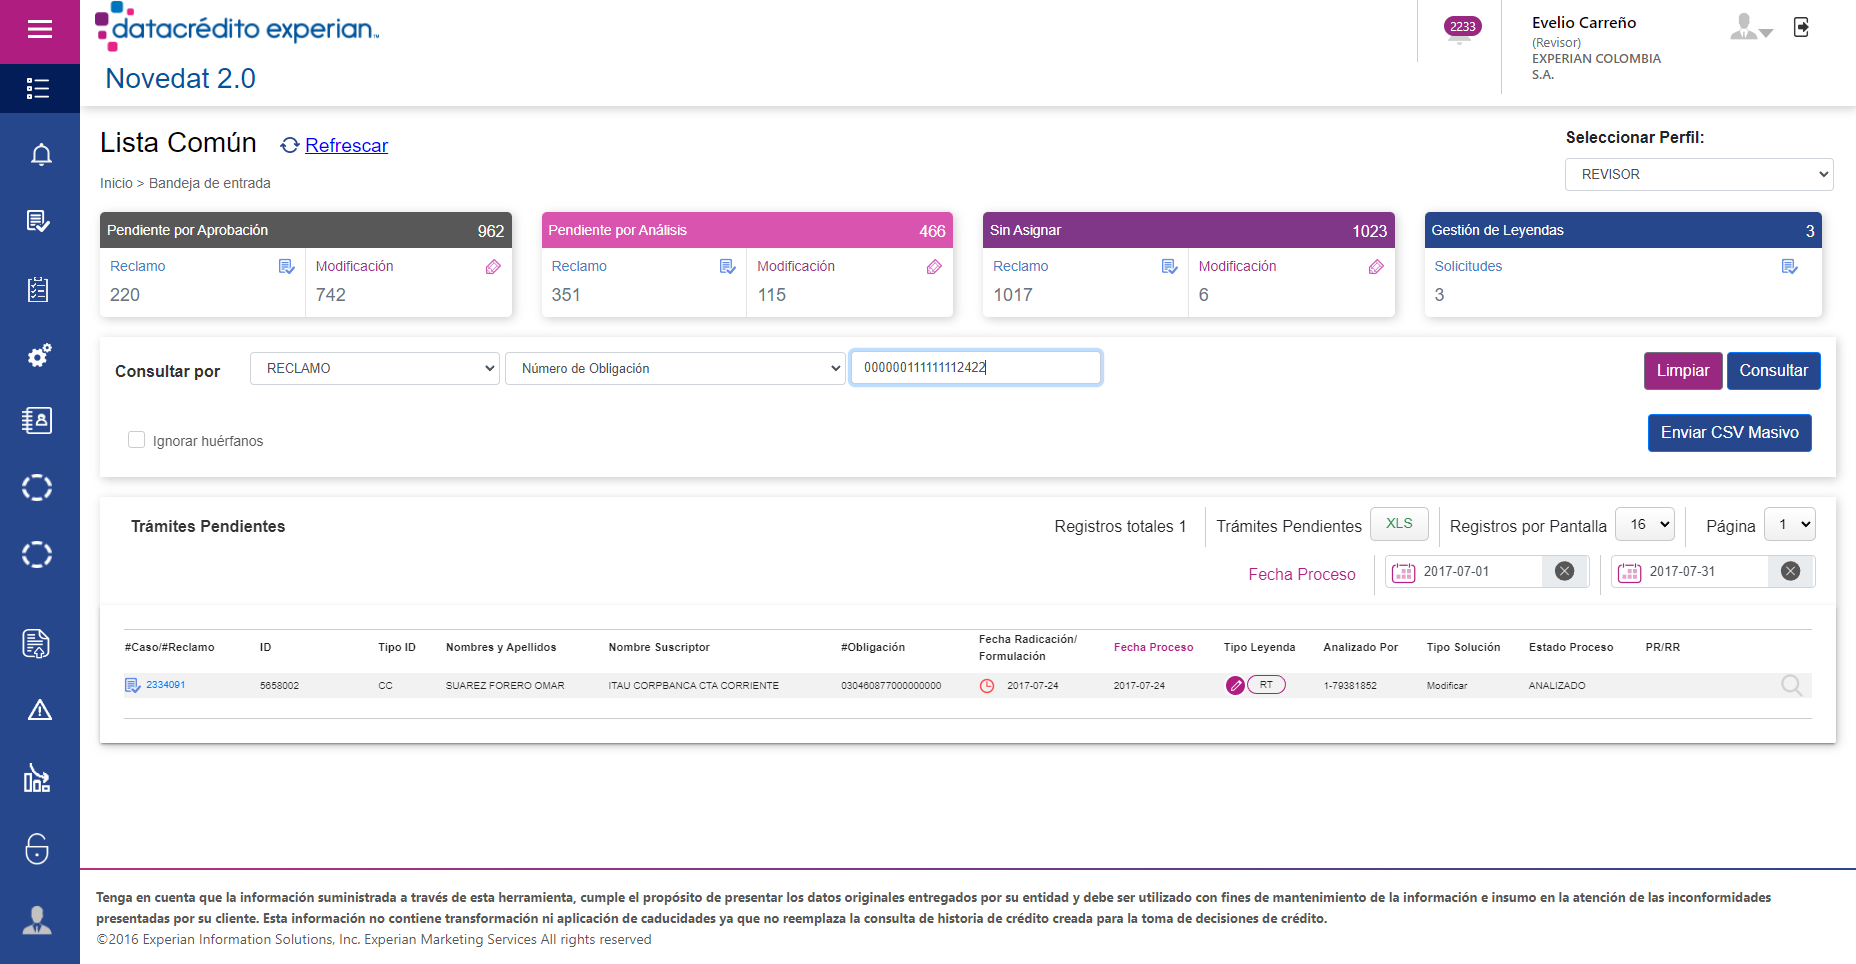 datacrédito experian™
Novedat 2.0
2233
Evelio Carreño
(Revisor)
EXPERIAN COLOMBIA
S.A.
Lista Común
Refrescar
Inicio > Bandeja de entrada
Seleccionar Perfil:
REVISOR
Pendiente por Aprobación 962
Reclamo
220
Modificación
742
Pendiente por Análisis 466
Reclamo
351
Modificación
115
Sin Asignar 1023
Reclamo
1017
Modificación
6
Gestión de Leyendas 3
Solicitudes
3
Consultar por RECLAMO Número de Obligación 000000111111112422
Limpiar Consultar
Ignorar huérfanos
Enviar CSV Masivo
Trámites Pendientes
Registros totales 1 Trámites Pendientes XLS Registros por Pantalla 16 Página 1
Fecha Proceso 2017-07-01 2017-07-31
#Caso/#Reclamo ID Tipo ID Nombres y Apellidos Nombre Suscriptor #Obligación Fecha Radicación/ Formulación Fecha Proceso Tipo Leyenda Analizado Por Tipo Solución Estado Proceso PR/RR
2334091 5658002 CC SUAREZ FORERO OMAR ITAU CORPBANCA CTA CORRIENTE 030460877000000000 2017-07-24 2017-07-24 RT 1-79381852 Modificar ANALIZADO
Tenga en cuenta que la información suministrada a través de esta herramienta, cumple el propósito de presentar los datos originales entregados por su entidad y debe ser utilizado con fines de mantenimiento de la información e insumo en la atención de las inconformidades
presentadas por su cliente. Esta información no contiene transformación ni aplicación de caducidades ya que no reemplaza la consulta de historia de crédito creada para la toma de decisiones de crédito.
©2016 Experian Information Solutions, Inc. Experian Marketing Services All rights reserved